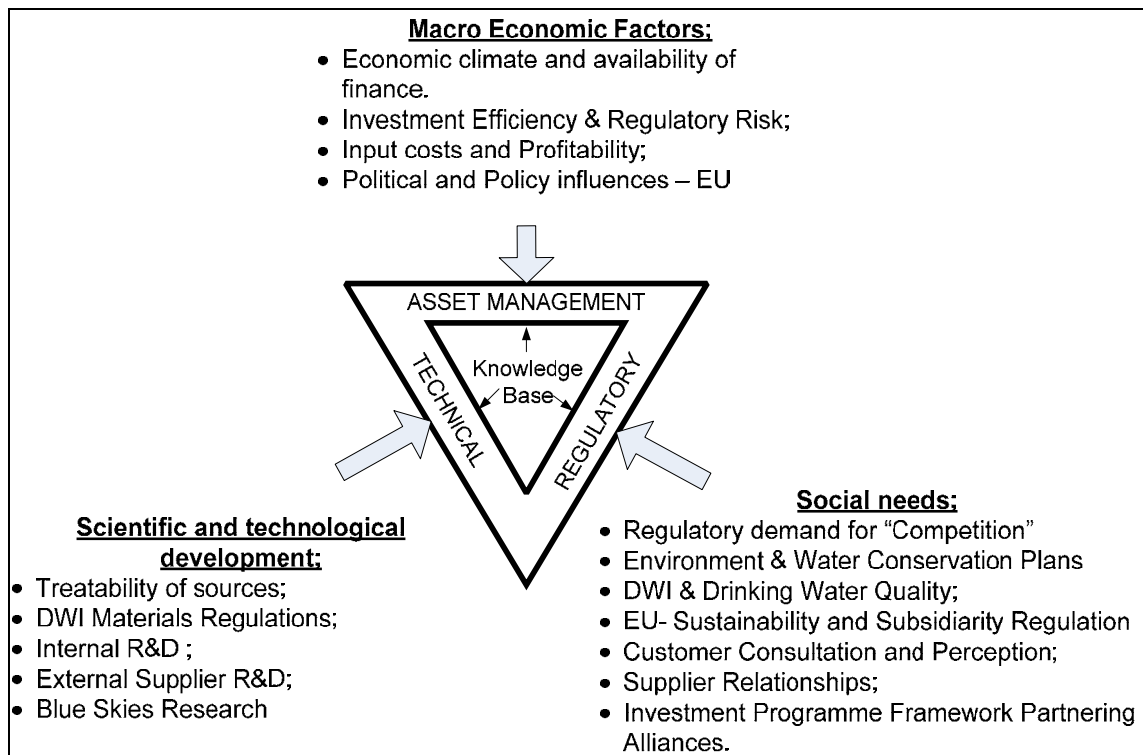 Macro Economic Factors;
• Economic climate and availability of
finance.
• Investment Efficiency & Regulatory Risk;
• Input costs and Profitability;
• Political and Policy influences – EU
ASSET MANAGEMENT
TECHNICAL
Knowledge
Base
REGULATORY
Scientific and technological
development;
• Treatability of sources;
• DWI Materials Regulations;
• Internal R&D ;
• External Supplier R&D;
• Blue Skies Research
Social needs;
• Regulatory demand for “Competition”
• Environment & Water Conservation Plans
• DWI & Drinking Water Quality;
• EU- Sustainability and Subsidiarity Regulation
• Customer Consultation and Perception;
• Supplier Relationships;
• Investment Programme Framework Partnering
Alliances.